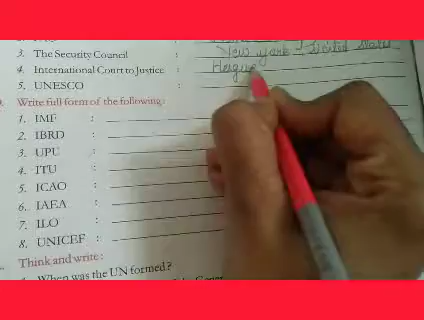 3. The Security Council : New york, United States
4. International Court to Justice : Hague
5. UNESCO :
Write full form of the following:
1. IMF :
2. IBRD :
3. UPU :
4. ITU :
5. ICAO :
6. IAEA :
7. ILO :
8. UNICEF :
Think and write:
When was the UN formed?